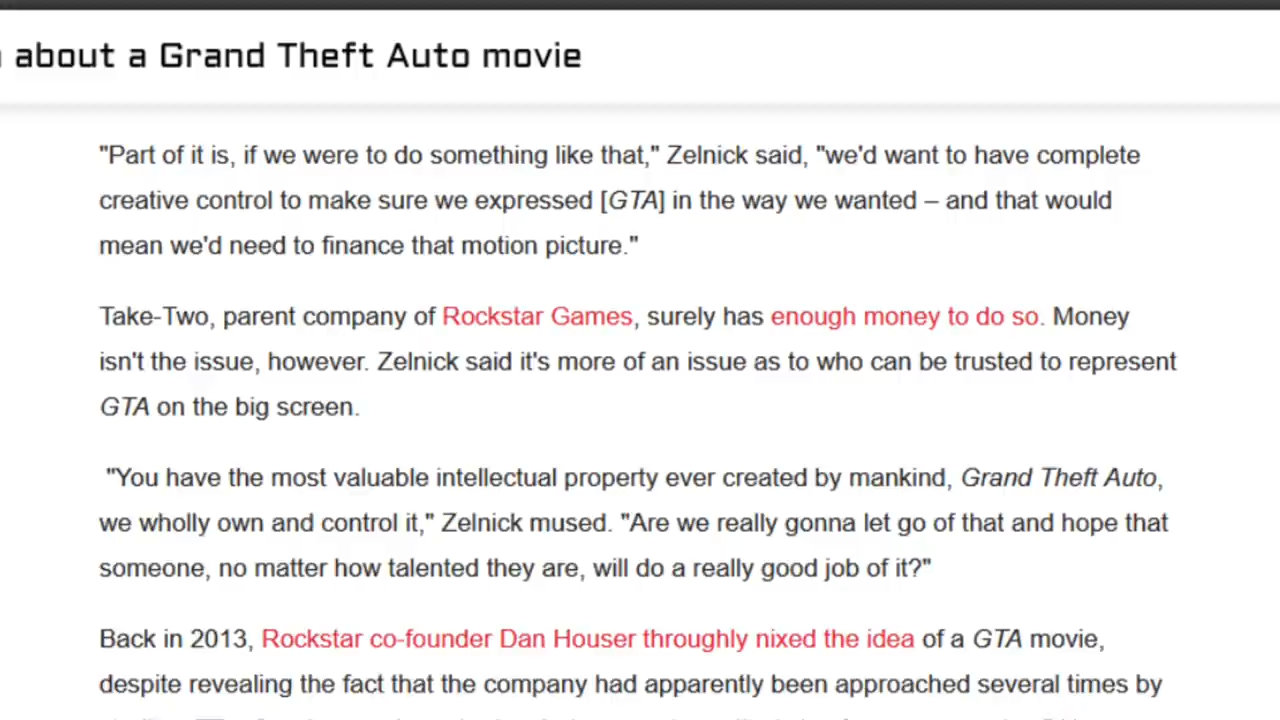 about a Grand Theft Auto movie
"Part of it is, if we were to do something like that," Zelnick said, "we'd want to have complete
creative control to make sure we expressed [GTA] in the way we wanted – and that would
mean we'd need to finance that motion picture."
Take-Two, parent company of Rockstar Games, surely has enough money to do so. Money
isn't the issue, however. Zelnick said it's more of an issue as to who can be trusted to represent
GTA on the big screen.
"You have the most valuable intellectual property ever created by mankind, Grand Theft Auto,
we wholly own and control it," Zelnick mused. "Are we really gonna let go of that and hope that
someone, no matter how talented they are, will do a really good job of it?"
Back in 2013, Rockstar co-founder Dan Houser throughly nixed the idea of a GTA movie,
despite revealing the fact that the company had apparently been approached several times by